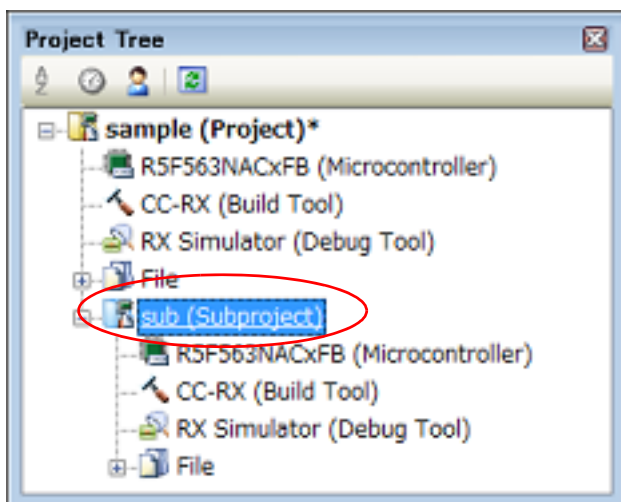 Project Tree
sample (Project)*
R5F563NACxFB (Microcontroller)
CC-RX (Build Tool)
RX Simulator (Debug Tool)
File
sub (Subproject)
R5F563NACxFB (Microcontroller)
CC-RX (Build Tool)
RX Simulator (Debug Tool)
File